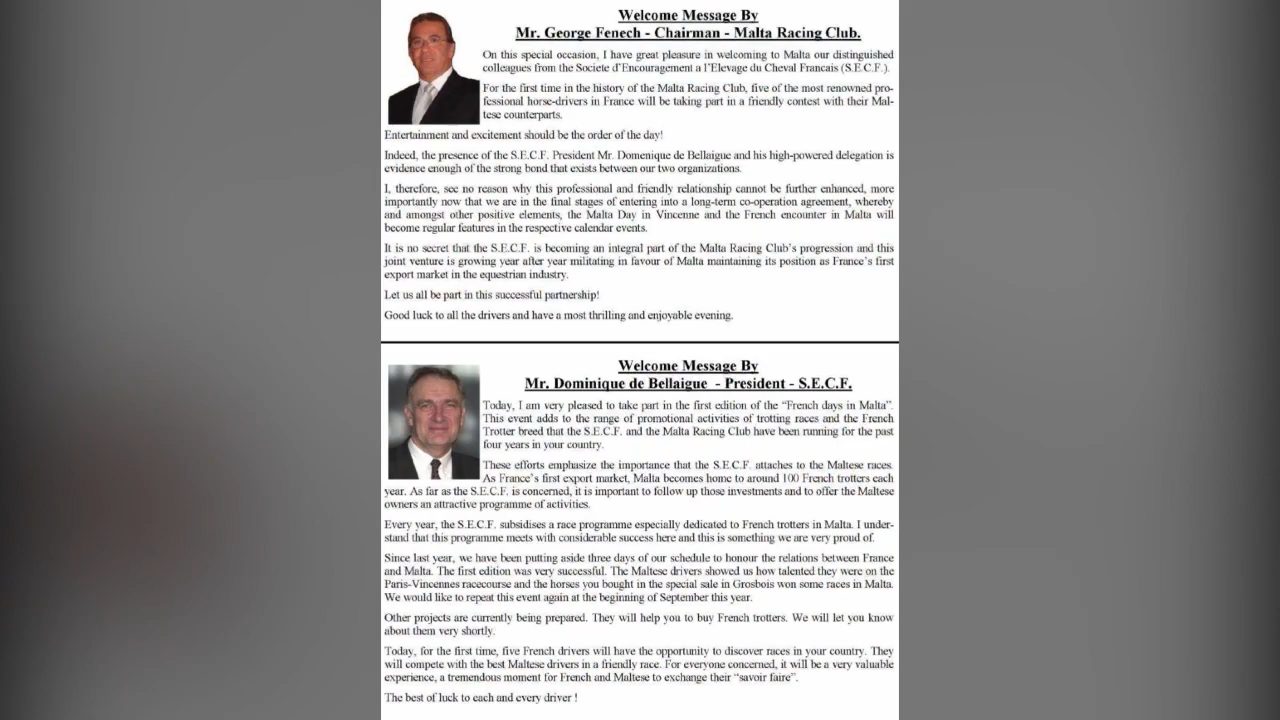 Welcome Message By
Mr. George Fenech - Chairman - Malta Racing Club.
On this special occasion, I have great pleasure in welcoming to Malta our distinguished
colleagues from the Societe d'Encouragement a l'Elevage du Cheval Francais (S.E.C.F.).
For the first time in the history of the Malta Racing Club, five of the most renowned pro-
fessional horse-drivers in France will be taking part in a friendly contest with their Mal-
tese counterparts.
Entertainment and excitement should be the order of the day!
Indeed, the presence of the S.E.C.F. President Mr. Domenique de Bellaigue and his high-powered delegation is
evidence enough of the strong bond that exists between our two organizations.
I, therefore, see no reason why this professional and friendly relationship cannot be further enhanced, more
importantly now that we are in the final stages of entering into a long-term co-operation agreement, whereby
and amongst other positive elements, the Malta Day in Vincenne and the French encounter in Malta will
become regular features in the respective calendar events.
It is no secret that the S.E.C.F. is becoming an integral part of the Malta Racing Club's progression and this
joint venture is growing year after year militating in favour of Malta maintaining its position as France's first
export market in the equestrian industry.
Let us all be part in this successful partnership!
Good luck to all the drivers and have a most thrilling and enjoyable evening.
Welcome Message By
Mr. Dominique de Bellaigue - President - S.E.C.F.
Today, I am very pleased to take part in the first edition of the "French days in Malta".
This event adds to the range of promotional activities of trotting races and the French
Trotter breed that the S.E.C.F. and the Malta Racing Club have been running for the past
four years in your country.
These efforts emphasize the importance that the S.E.C.F. attaches to the Maltese races.
As France's first export market, Malta becomes home to around 100 French trotters each
year. As far as the S.E.C.F. is concerned, it is important to follow up those investments and to offer the Maltese
owners an attractive programme of activities.
Every year, the S.E.C.F. subsidises a race programme especially dedicated to French trotters in Malta. I under-
stand that this programme meets with considerable success here and this is something we are very proud of.
Since last year, we have been putting aside three days of our schedule to honour the relations between France
and Malta. The first edition was very successful. The Maltese drivers showed us how talented they were on the
Paris-Vincennes racecourse and the horses you bought in the special sale in Grosbois won some races in Malta.
We would like to repeat this event again at the beginning of September this year.
Other projects are currently being prepared. They will help you to buy French trotters. We will let you know
about them very shortly.
Today, for the first time, five French drivers will have the opportunity to discover races in your country. They
will compete with the best Maltese drivers in a friendly race. For everyone concerned, it will be a very valuable
experience, a tremendous moment for French and Maltese to exchange their "savoir faire".
The best of luck to each and every driver !